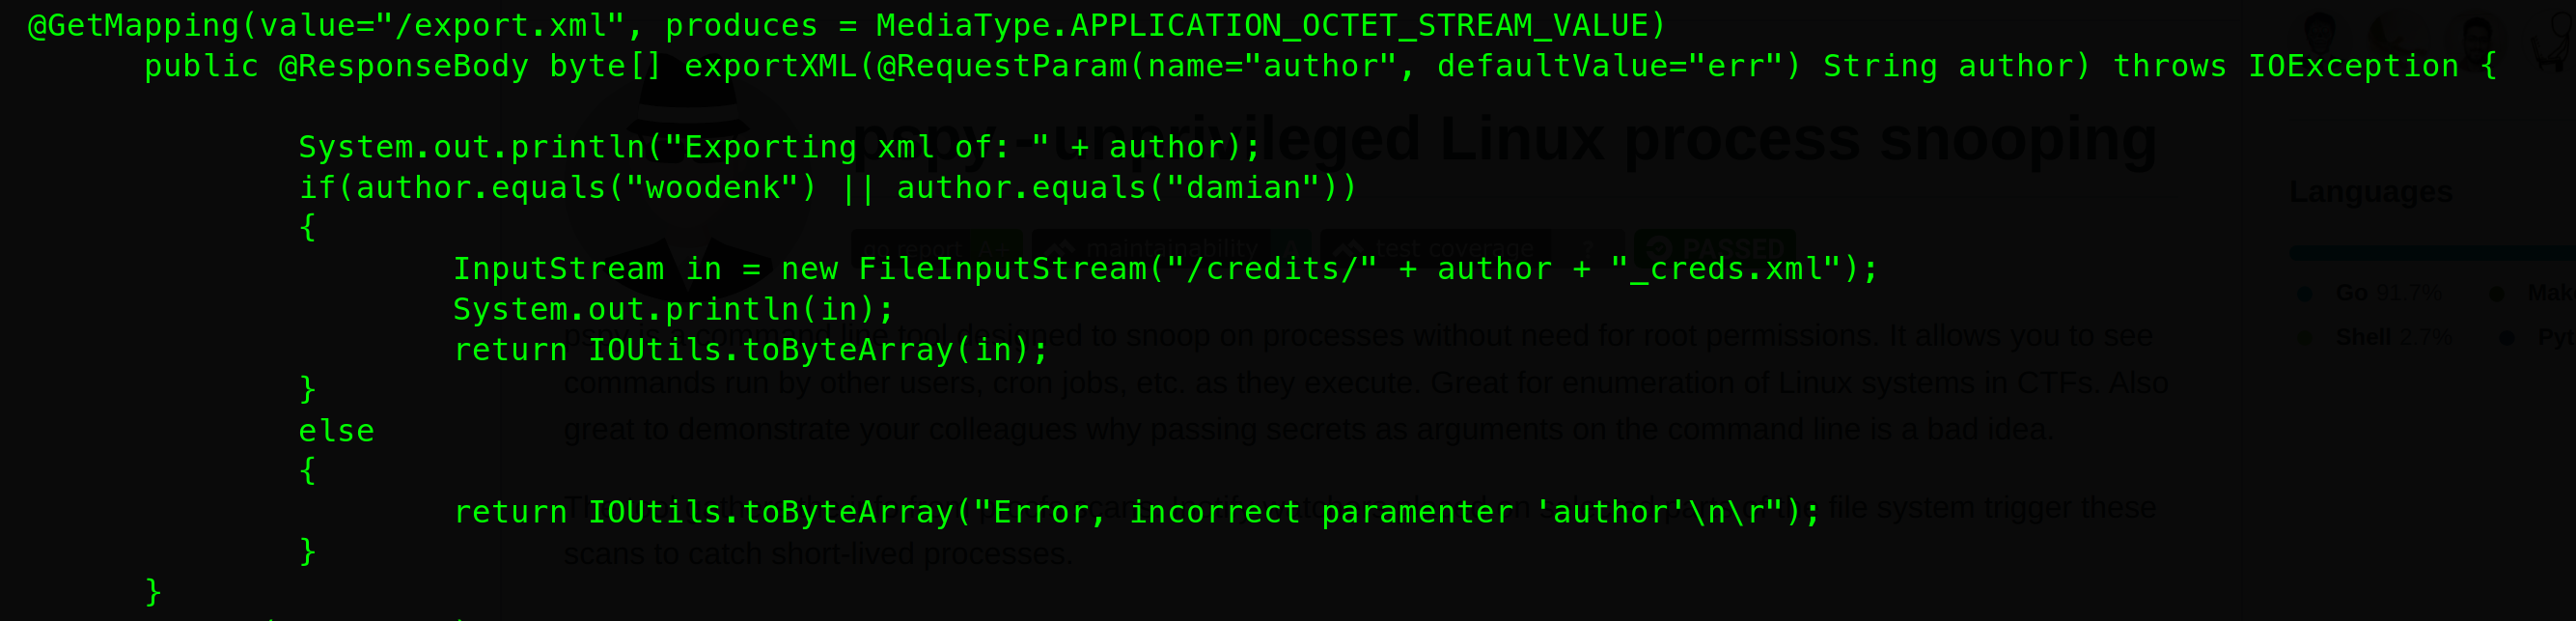 @GetMapping(value="/export.xml", produces = MediaType.APPLICATION_OCTET_STREAM_VALUE)
public @ResponseBody byte[] exportXML(@RequestParam(name="author", defaultValue="err") String author) throws IOException {
pspy - unprivileged Linux process snooping
System.out.println("Exporting xml of: " + author);
if(author.equals("woodenk") || author.equals("damian"))
{
Languages
go report A+ maintainability A test coverage ? PASSED
InputStream in = new FileInputStream("/credits/" + author + "_creds.xml");
Go 91.7%
System.out.println(in);
pspy is a command line tool designed to snoop on processes without need for root permissions. It allows you to see
Shell 2.7%
return IOUtils.toByteArray(in);
commands run by other users, cron jobs, etc. as they execute. Great for enumeration of Linux systems in CTFs. Also
}
great to demonstrate your colleagues why passing secrets as arguments on the command line is a bad idea.
else
{
return IOUtils.toByteArray("Error, incorrect paramenter 'author'\n\r");
file system trigger these
scans to catch short-lived processes.
}
}